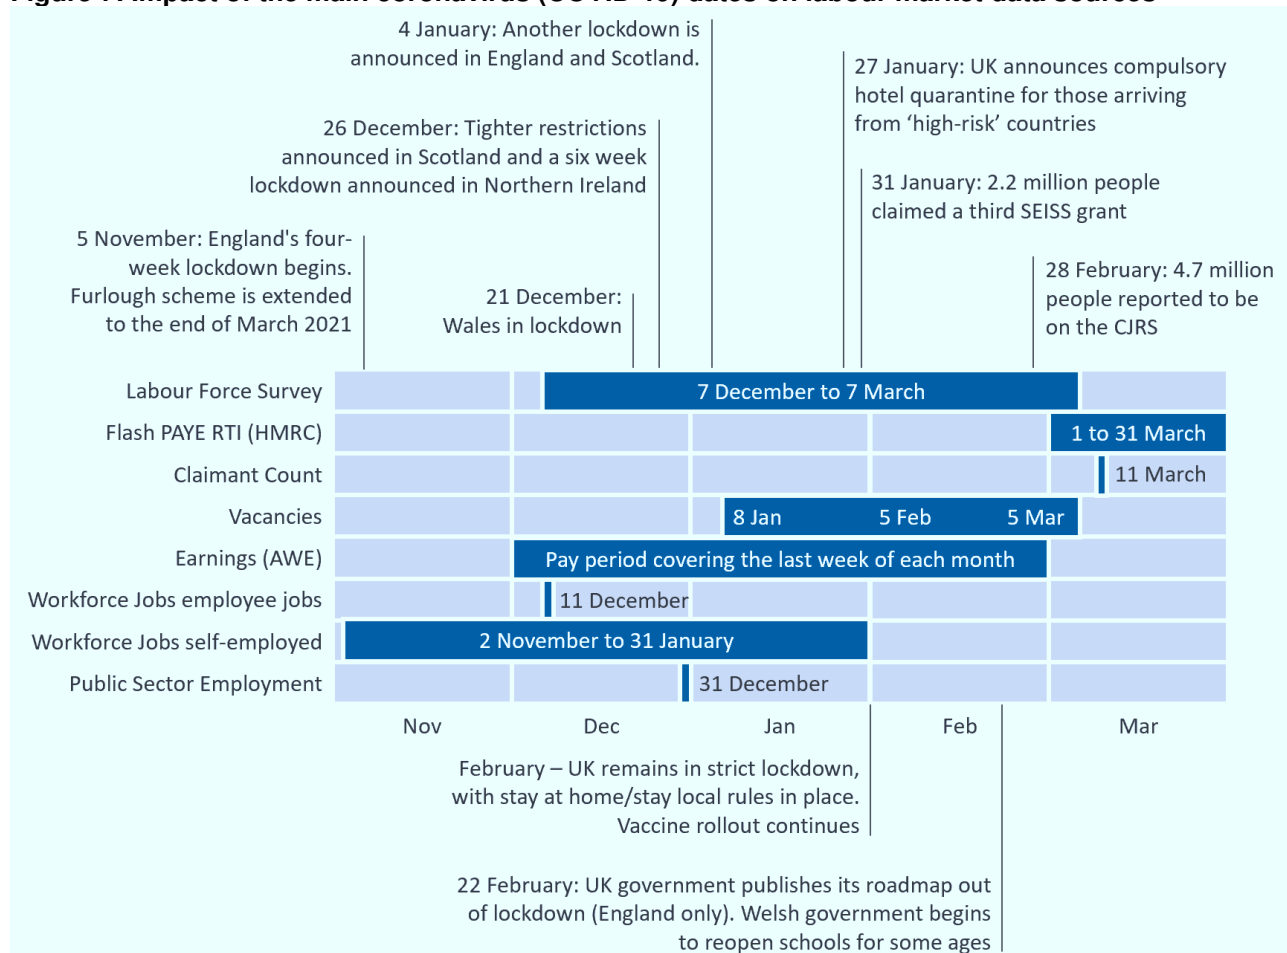 4 January: Another lockdown is
announced in England and Scotland.
27 January: UK announces compulsory
hotel quarantine for those arriving
from ‘high-risk’ countries
26 December: Tighter restrictions
announced in Scotland and a six week
lockdown announced in Northern Ireland
31 January: 2.2 million people
claimed a third SEISS grant
5 November: England's four-
week lockdown begins.
Furlough scheme is extended
to the end of March 2021
21 December:
Wales in lockdown
28 February: 4.7 million
people reported to be
on the CJRS
Labour Force Survey
7 December to 7 March
Flash PAYE RTI (HMRC)
1 to 31 March
Claimant Count
11 March
Vacancies
8 Jan
5 Feb
5 Mar
Earnings (AWE)
Pay period covering the last week of each month
Workforce Jobs employee jobs
11 December
Workforce Jobs self-employed
2 November to 31 January
Public Sector Employment
31 December
Nov
Dec
Jan
Feb
Mar
February – UK remains in strict lockdown,
with stay at home/stay local rules in place.
Vaccine rollout continues
22 February: UK government publishes its roadmap out
of lockdown (England only). Welsh government begins
to reopen schools for some ages